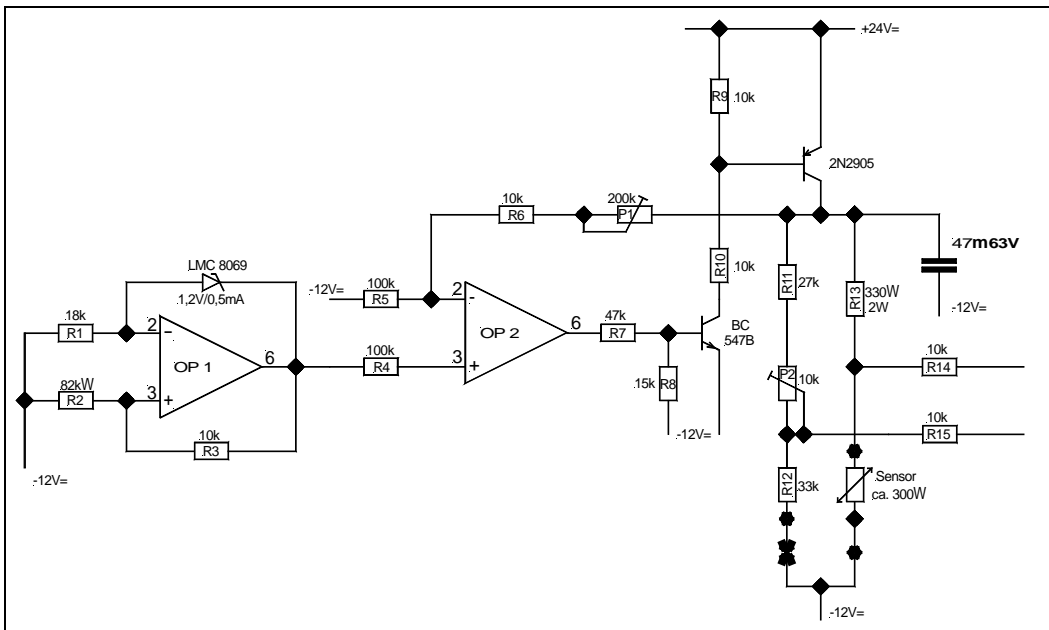 +24V=
R9
10k
2N2905
10k
R6
200k
P1
47m63V
R10
10k
R11
27k
R13
330W
2W
-12V=
LMC 8069
1,2V/0,5mA
-12V=
100k
R5
2
-
OP 2
6
47k
R7
BC
547B
18k
R1
2
-
OP 1
6
100k
R4
3
+
15k
R8
P2
10k
10k
R14
82kW
R2
3
+
10k
R3
-12V=
10k
R15
-12V=
R12
33k
Sensor
ca. 300W
-12V=